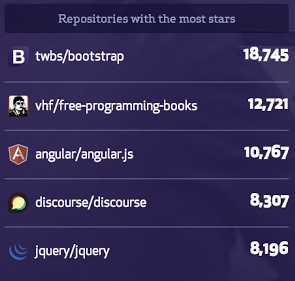 Repositories with the most stars
twbs/bootstrap 18,745
vhf/free-programming-books 12,721
angular/angular.js 10,767
discourse/discourse 8,307
jquery/jquery 8,196